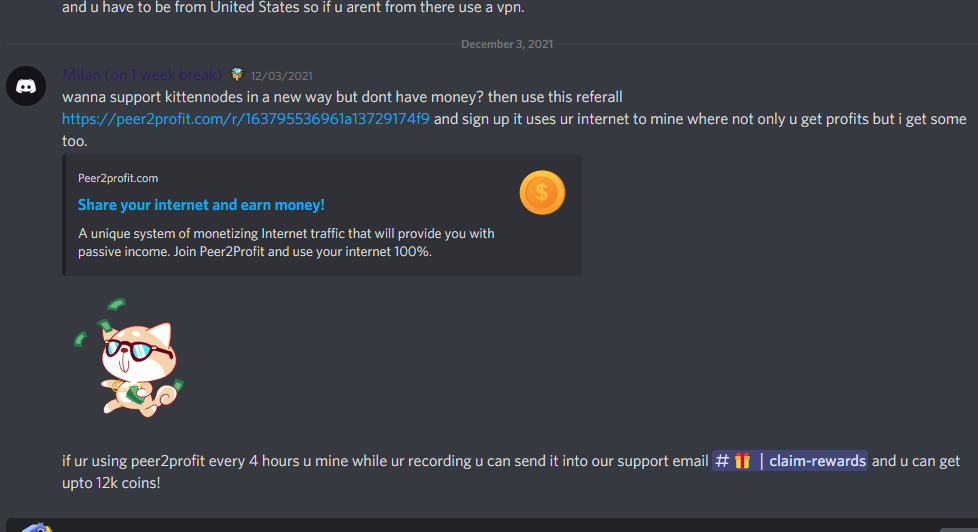 and u have to be from United States so if u arent from there use a vpn.
December 3, 2021
Milan (on 1 week break) 12/03/2021
wanna support kittennodes in a new way but dont have money? then use this referall
https://peer2profit.com/r/163795536961a13729174f9 and sign up it uses ur internet to mine where not only u get profits but i get some
too.
Peer2profit.com
Share your internet and earn money!
$
A unique system of monetizing Internet traffic that will provide you with
passive income. Join Peer2Profit and use your internet 100%.
if ur using peer2profit every 4 hours u mine while ur recording u can send it into our support email # 🎁 | claim-rewards and u can get
upto 12k coins!